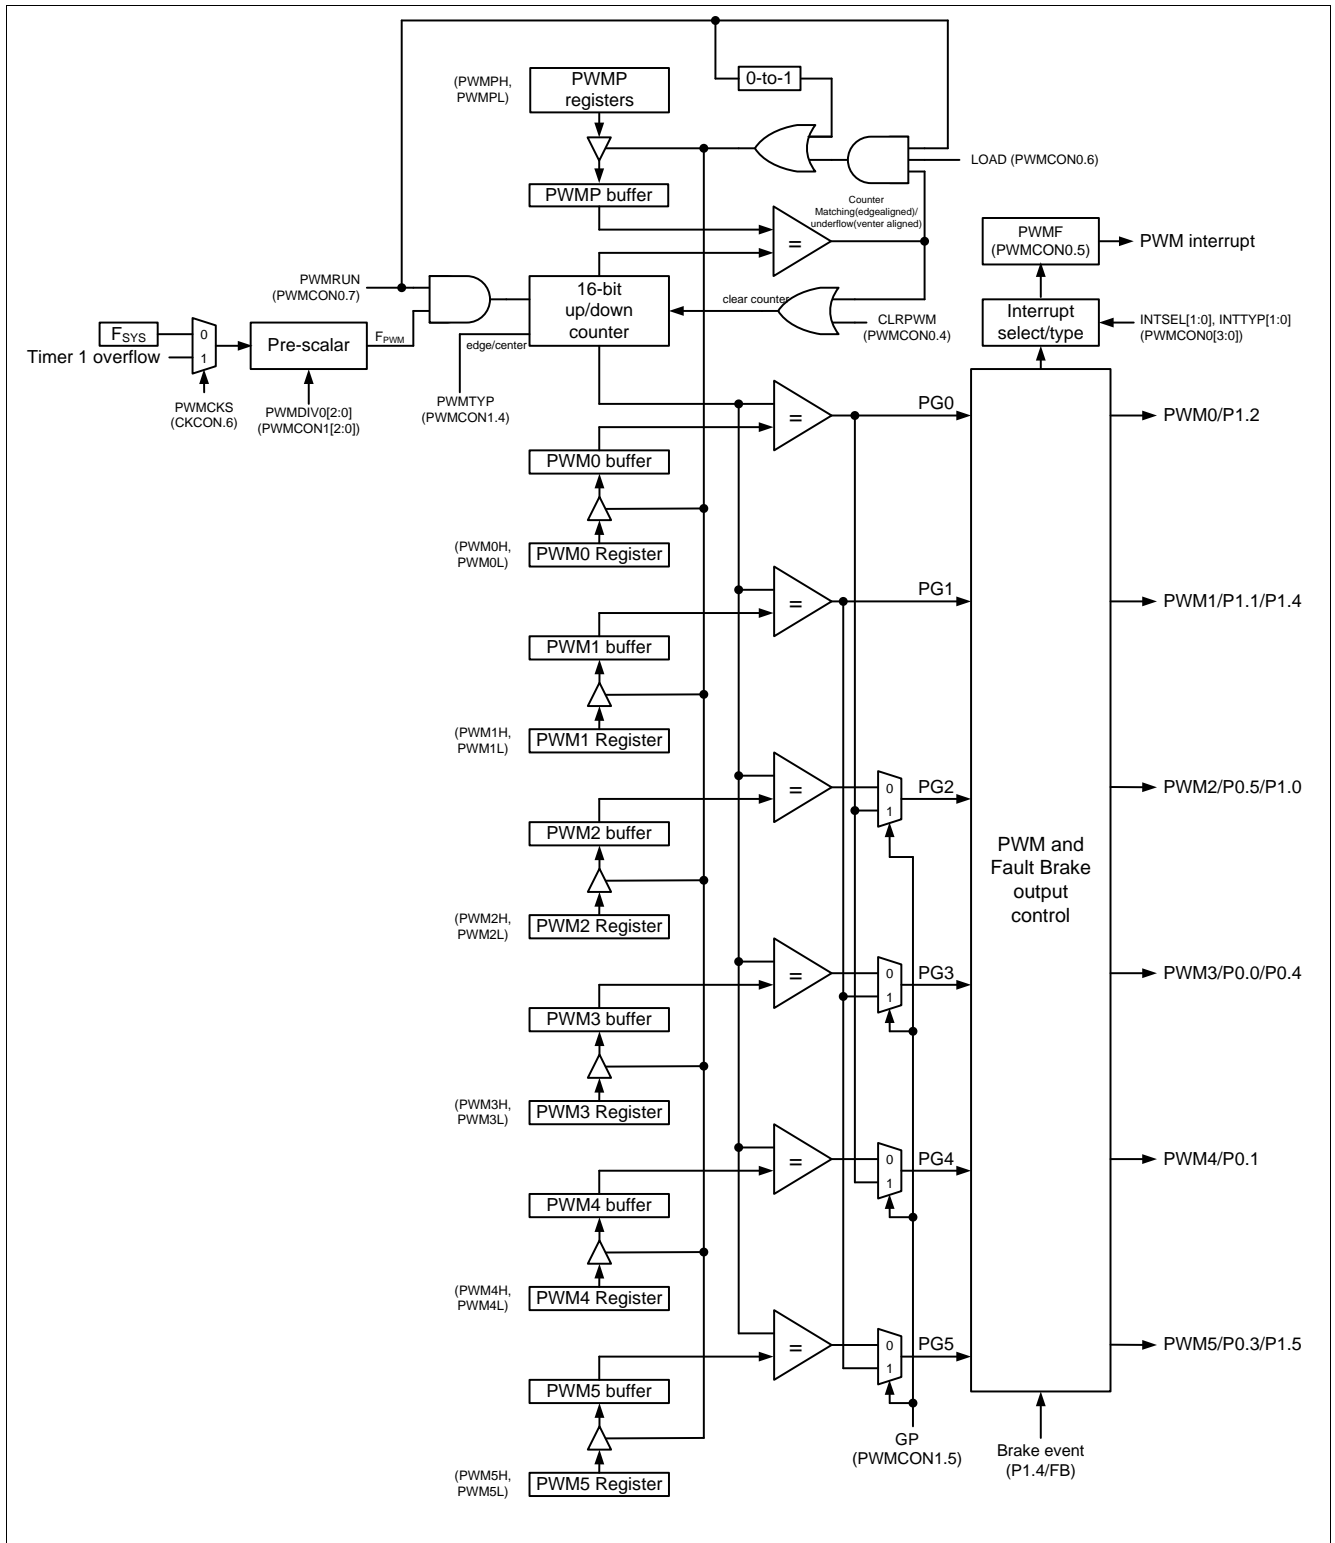 0-to-1
(PWMPH,
PWMPL)
PWMP
registers
LOAD (PWMCON0.6)
PWMP buffer
Counter
Matching(edgealigned)/
underflow(venter aligned)
=
PWMF
(PWMCON0.5)
PWM interrupt
PWMRUN
(PWMCON0.7)
16-bit
up/down
counter
clear counter
CLRPWM
(PWMCON0.4)
Interrupt
select/type
INTSEL[1:0], INTTYP[1:0]
(PWMCON0[3:0])
FSYS
Timer 1 overflow
0
1
Pre-scalar
FPWM
edge/center
PWMCKS
(CKCON.6)
PWMDIV0[2:0]
(PWMCON1[2:0])
PWMTYP
(PWMCON1.4)
=
PG0
PWM0/P1.2
PWM0 buffer
(PWM0H,
PWM0L)
PWM0 Register
=
PG1
PWM1/P1.1/P1.4
PWM1 buffer
(PWM1H,
PWM1L)
PWM1 Register
=
0
1
PG2
PWM2/P0.5/P1.0
PWM2 buffer
PWM and
Fault Brake
output
control
(PWM2H,
PWM2L)
PWM2 Register
=
0
1
PG3
PWM3/P0.0/P0.4
PWM3 buffer
(PWM3H,
PWM3L)
PWM3 Register
=
0
1
PG4
PWM4/P0.1
PWM4 buffer
(PWM4H,
PWM4L)
PWM4 Register
=
0
1
PG5
PWM5/P0.3/P1.5
PWM5 buffer
GP
(PWMCON1.5)
Brake event
(P1.4/FB)
(PWM5H,
PWM5L)
PWM5 Register